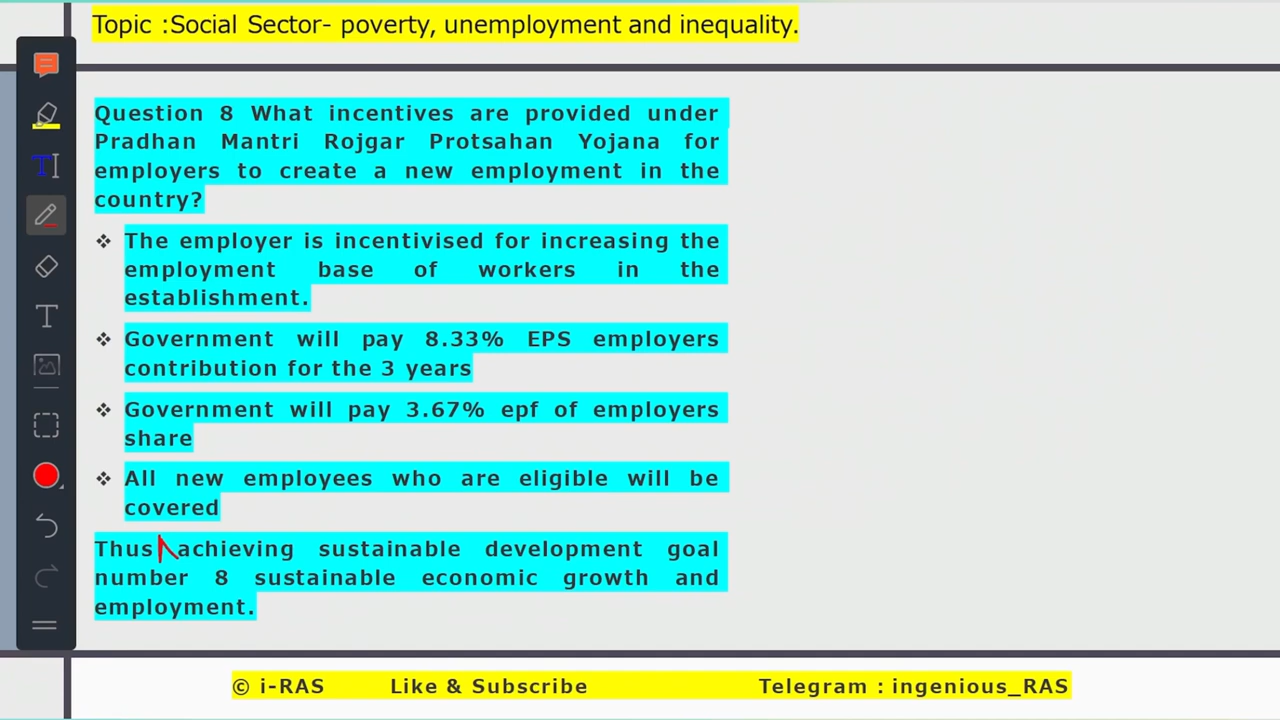 Topic :Social Sector- poverty, unemployment and inequality.
Question 8 What incentives are provided under
Pradhan Mantri Rojgar Protsahan Yojana for
employers to create a new employment in the
country?
❖ The employer is incentivised for increasing the
employment base of workers in the
establishment.
❖ Government will pay 8.33% EPS employers
contribution for the 3 years
❖ Government will pay 3.67% epf of employers
share
❖ All new employees who are eligible will be
covered
Thus achieving sustainable development goal
number 8 sustainable economic growth and
employment.
© i-RAS Like & Subscribe Telegram : ingenious_RAS